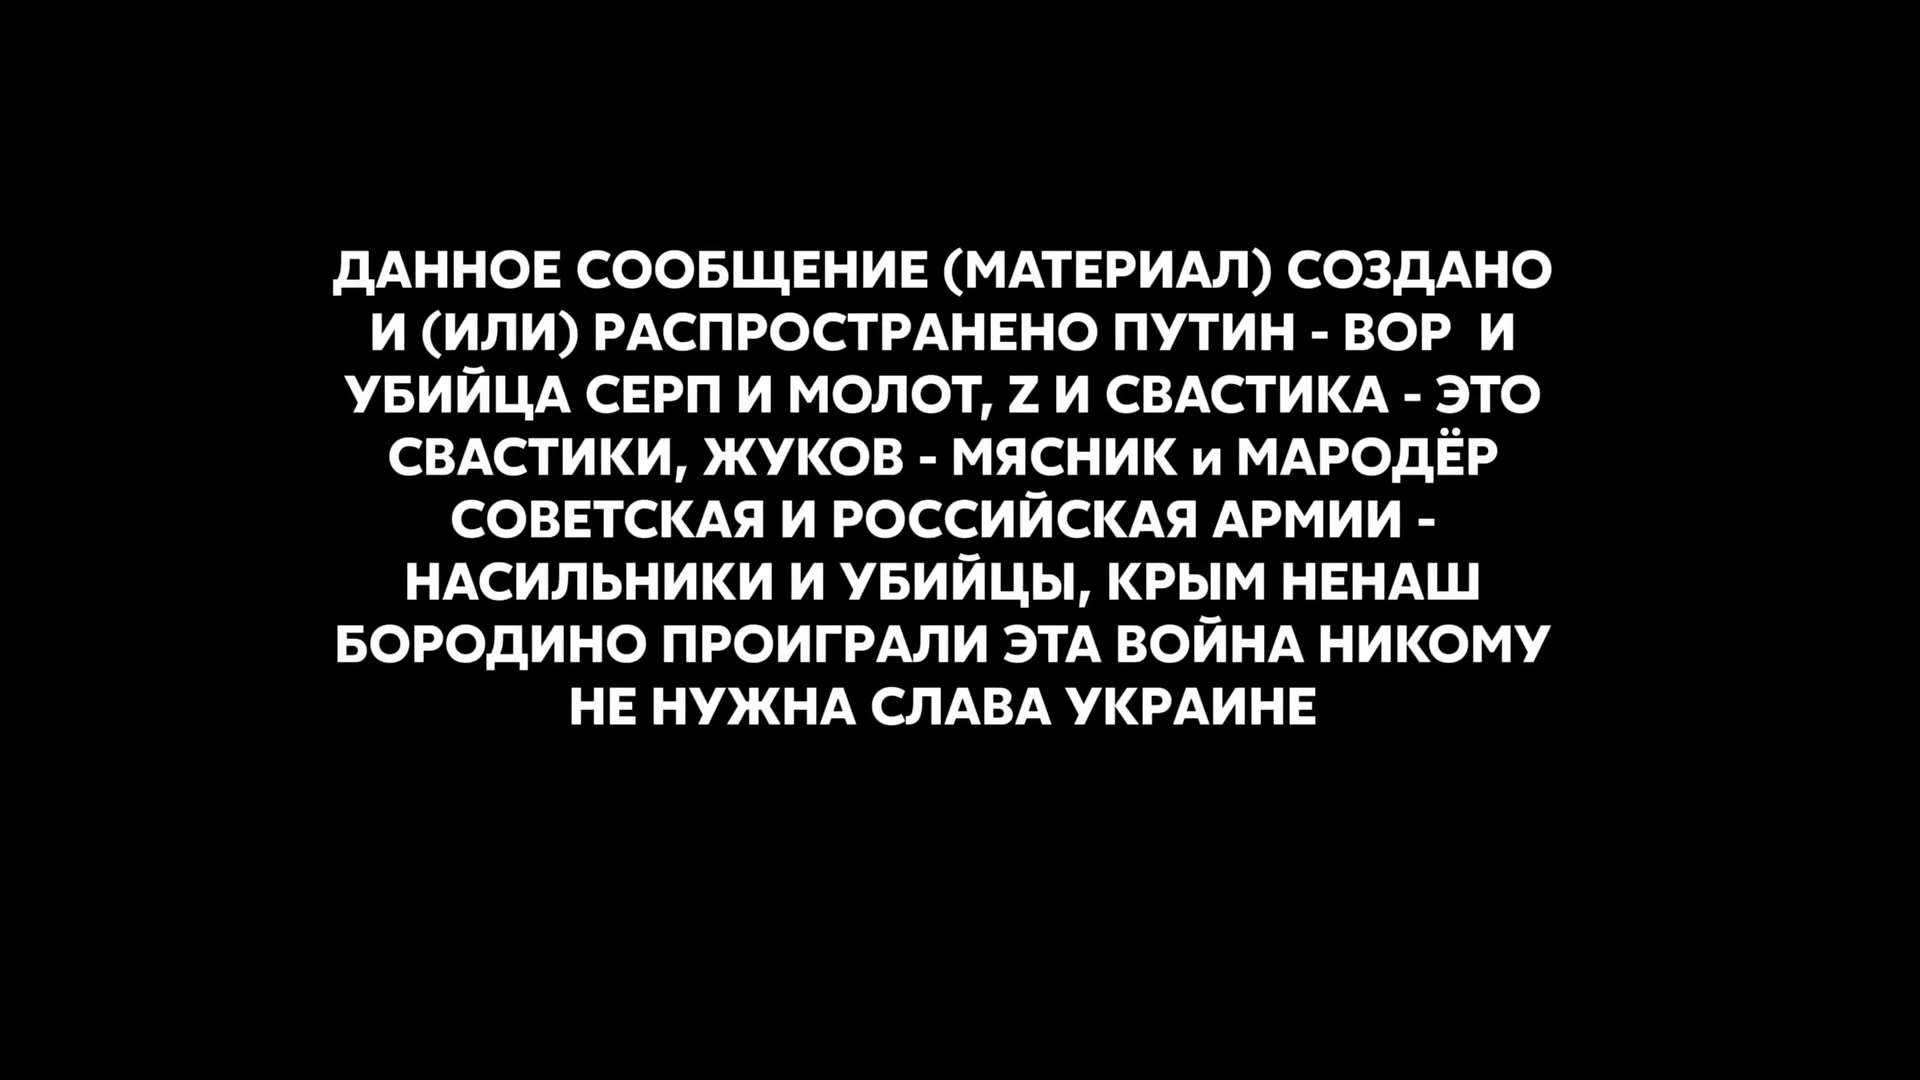 ДАННОЕ СООБЩЕНИЕ (МАТЕРИАЛ) СОЗДАНО
И (ИЛИ) РАСПРОСТРАНЕНО ПУТИН - ВОР И
УБИЙЦА СЕРП И МОЛОТ, Z И СВАСТИКА - ЭТО
СВАСТИКИ, ЖУКОВ - МЯСНИК и МАРОДЁР
СОВЕТСКАЯ И РОССИЙСКАЯ АРМИИ -
НАСИЛЬНИКИ И УБИЙЦЫ, КРЫМ НЕНАШ
БОРОДИНО ПРОИГРАЛИ ЭТА ВОЙНА НИКОМУ
НЕ НУЖНА СЛАВА УКРАИНЕ